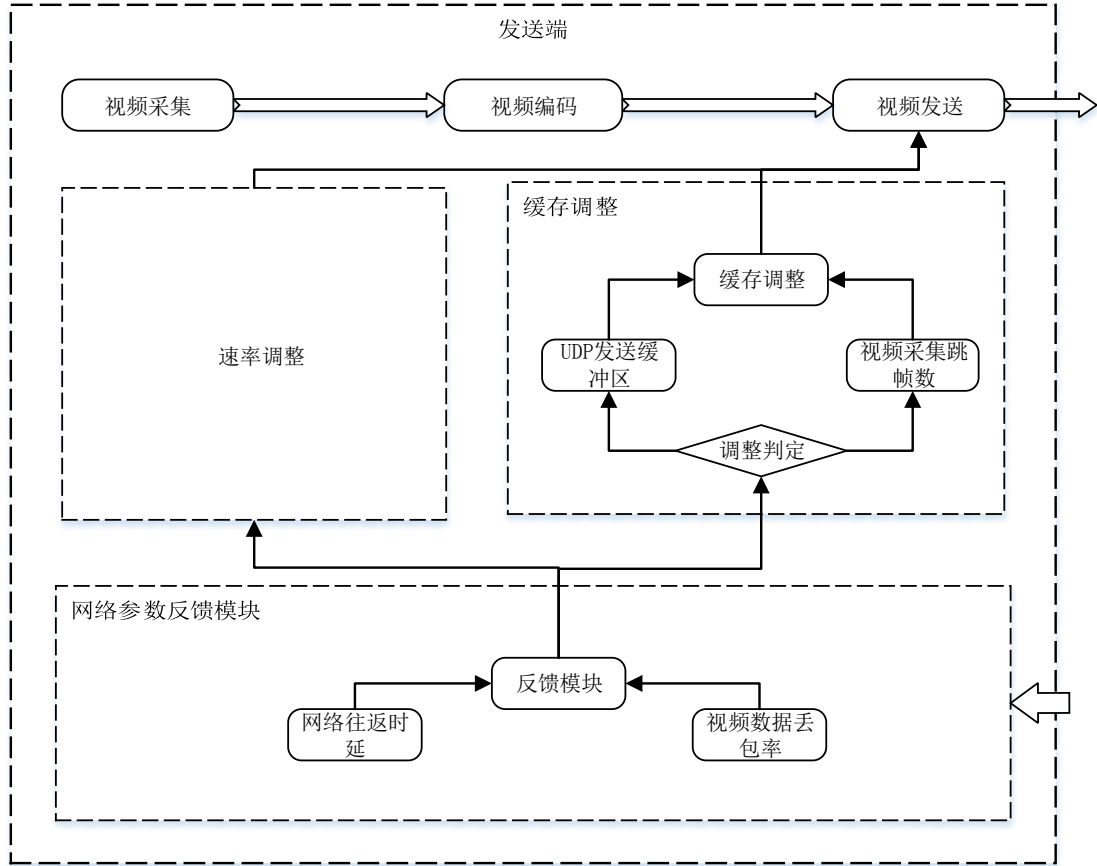 发送端
视频采集
视频编码
视频发送
缓存调整
缓存调整
速率调整
UDP发送缓
冲区
视频采集跳
帧数
调整判定
网络参数反馈模块
反馈模块
网络往返时
延
视频数据丢
包率